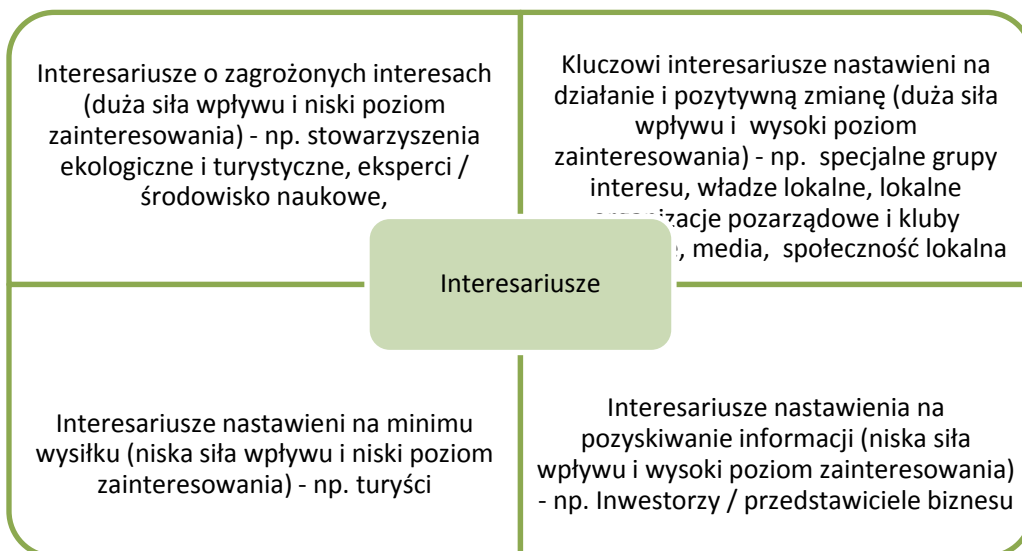 Interesariusze o zagrożonych interesach
(duża siła wpływu i niski poziom
zainteresowania) - np. stowarzyszenia
ekologiczne i turystyczne, eksperci /
środowisko naukowe,
Kluczowi interesariusze nastawieni na
działanie i pozytywną zmianę (duża siła
wpływu i wysoki poziom
zainteresowania) - np. specjalne grupy
interesu, władze lokalne, lokalne
organizacje pozarządowe i kluby
, media, społeczność lokalna
Interesariusze
Interesariusze nastawieni na minimu
wysiłku (niska siła wpływu i niski poziom
zainteresowania) - np. turyści
Interesariusze nastawienia na
pozyskiwanie informacji (niska siła
wpływu i wysoki poziom zainteresowania)
- np. Inwestorzy / przedstawiciele biznesu